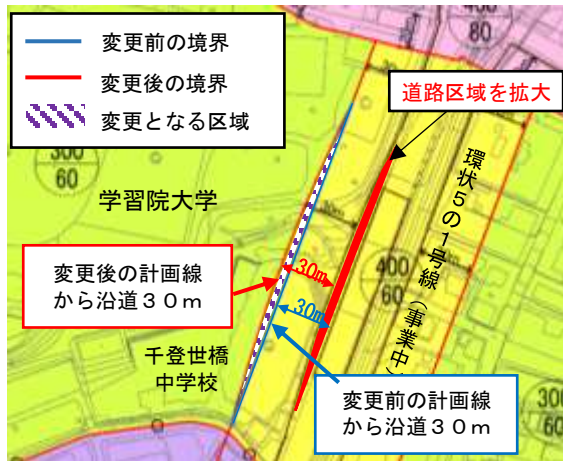 変更前の境界
変更後の境界
変更となる区域
400
80
道路区域を拡大
300
60
学習院大学
環状5の1号線（事業中）
変更後の計画線
から沿道30m
30m
30m
400
60
千登世橋
中学校
変更前の計画線
から沿道30m
300
60